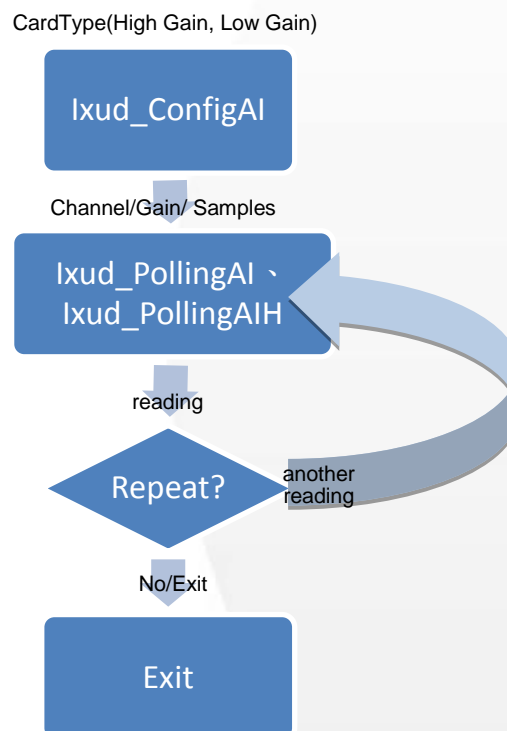 CardType(High Gain, Low Gain)
Ixud_ConfigAI
Channel/Gain/ Samples
Ixud_PollingAI、
Ixud_PollingAIH
reading
Repeat?
another
reading
No/Exit
Exit